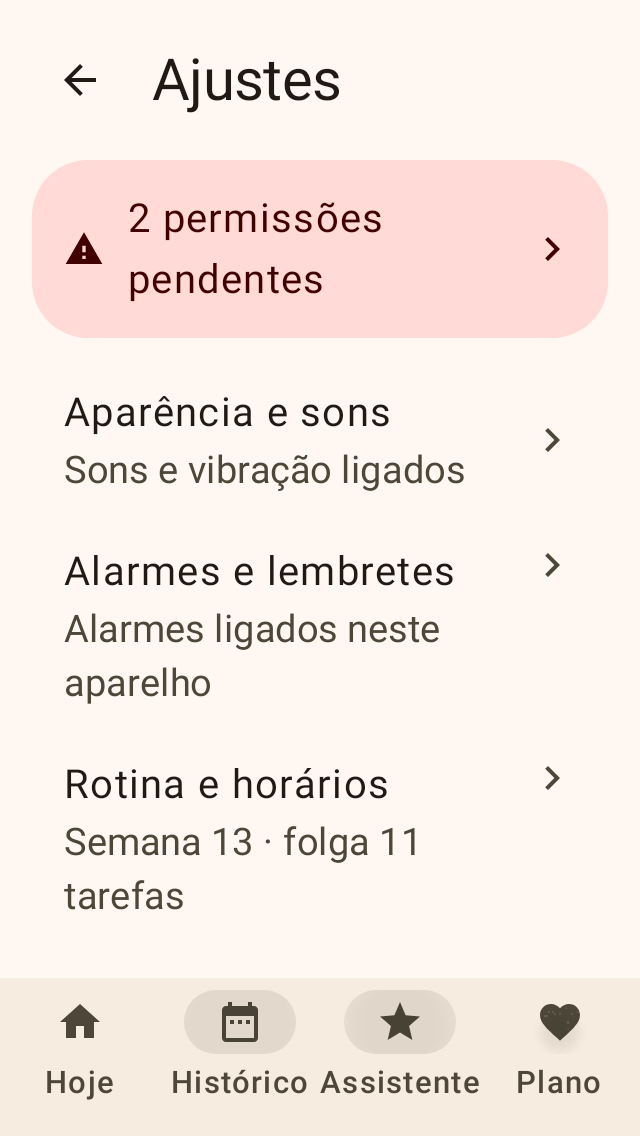 Ajustes
2 permissões
pendentes
Aparência e sons
Sons e vibração ligados
Alarmes e lembretes
Alarmes ligados neste
aparelho
Rotina e horários
Semana 13 · folga 11
tarefas
Hoje
Histórico
Assistente
Plano